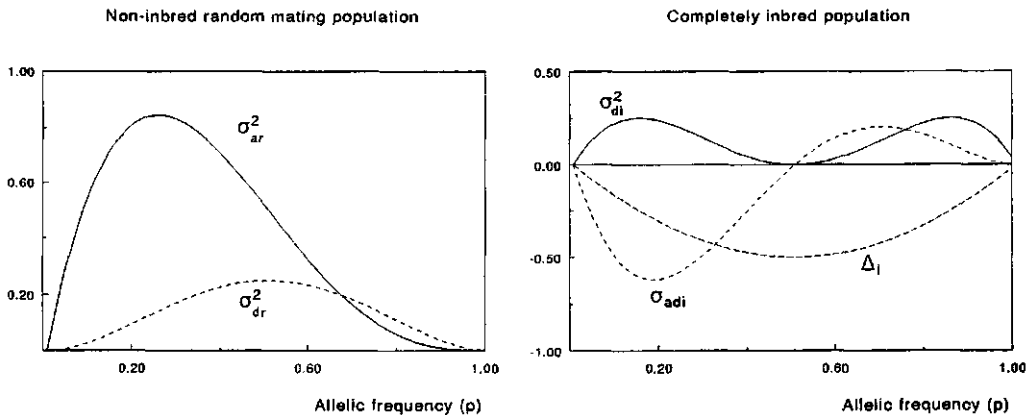 Non-inbred random mating population
1.00
0.60
0.20
σ²ar
σ²dr
0.20
0.60
1.00
Allelic frequency (p)
Completely inbred population
0.50
0.00
-0.50
-1.00
σ²di
σadi
Δi
0.20
0.60
1.00
Allelic frequency (p)